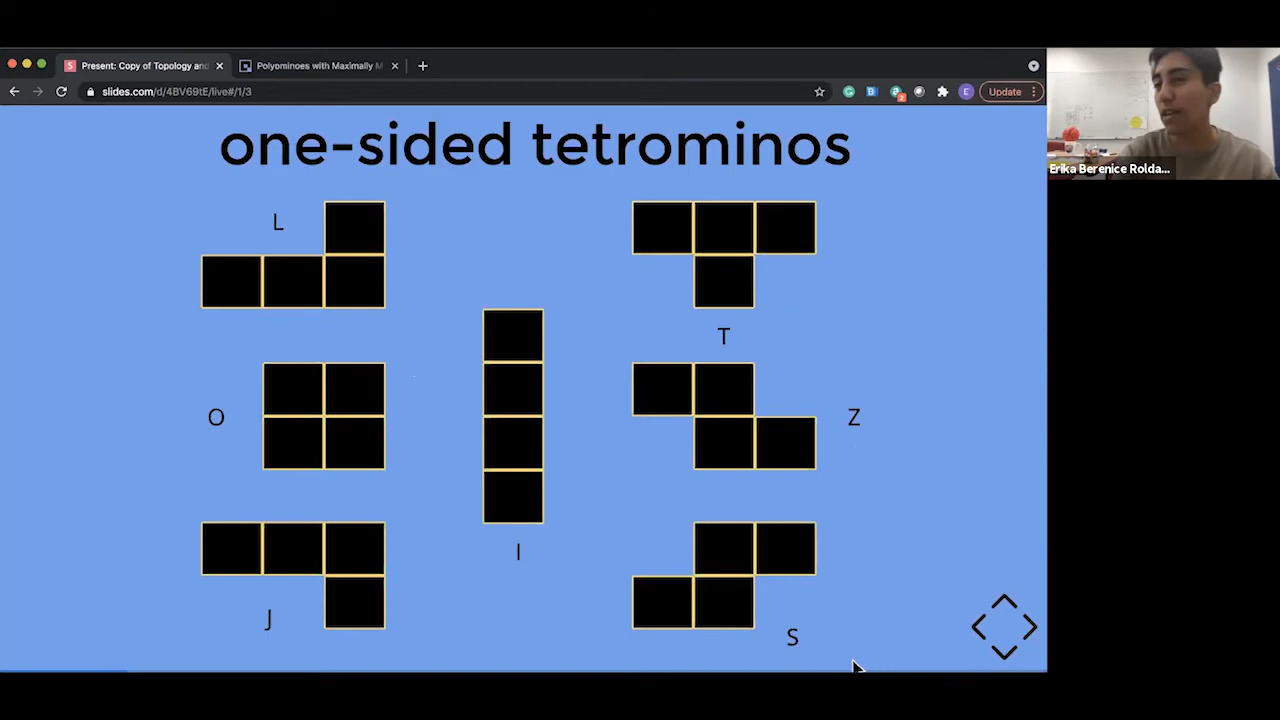 Present: Copy of Topology and
Polyominoes with Maximally M
slides.com/d/4BV69tE/live#/1/3
2
E
Update
Erika Berenice Rolda...
one-sided tetrominos
L
T
O
Z
I
J
S